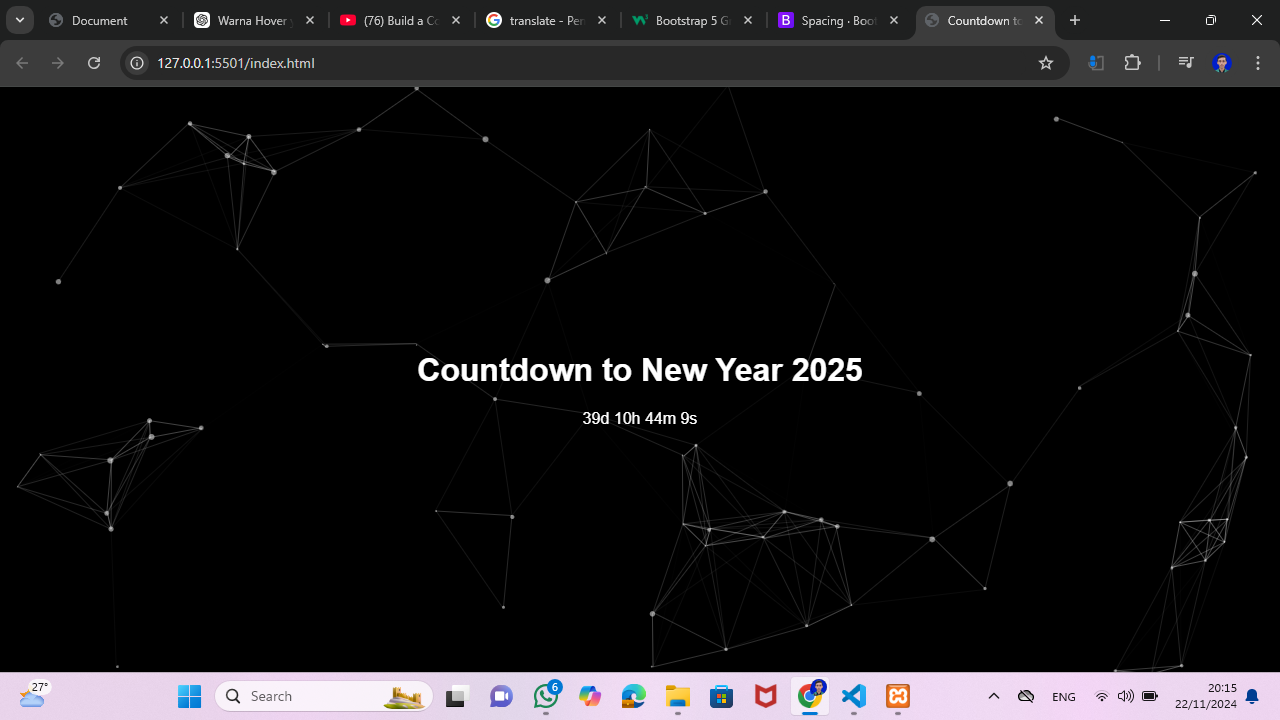 Document
Warna Hover
(76) Build a Co
translate - Pen
Bootstrap 5 Gr
Spacing · Boot
Countdown to
127.0.0.1:5501/index.html
Countdown to New Year 2025
39d 10h 44m 9s
27°
Search
6
ENG
20:15
22/11/2024